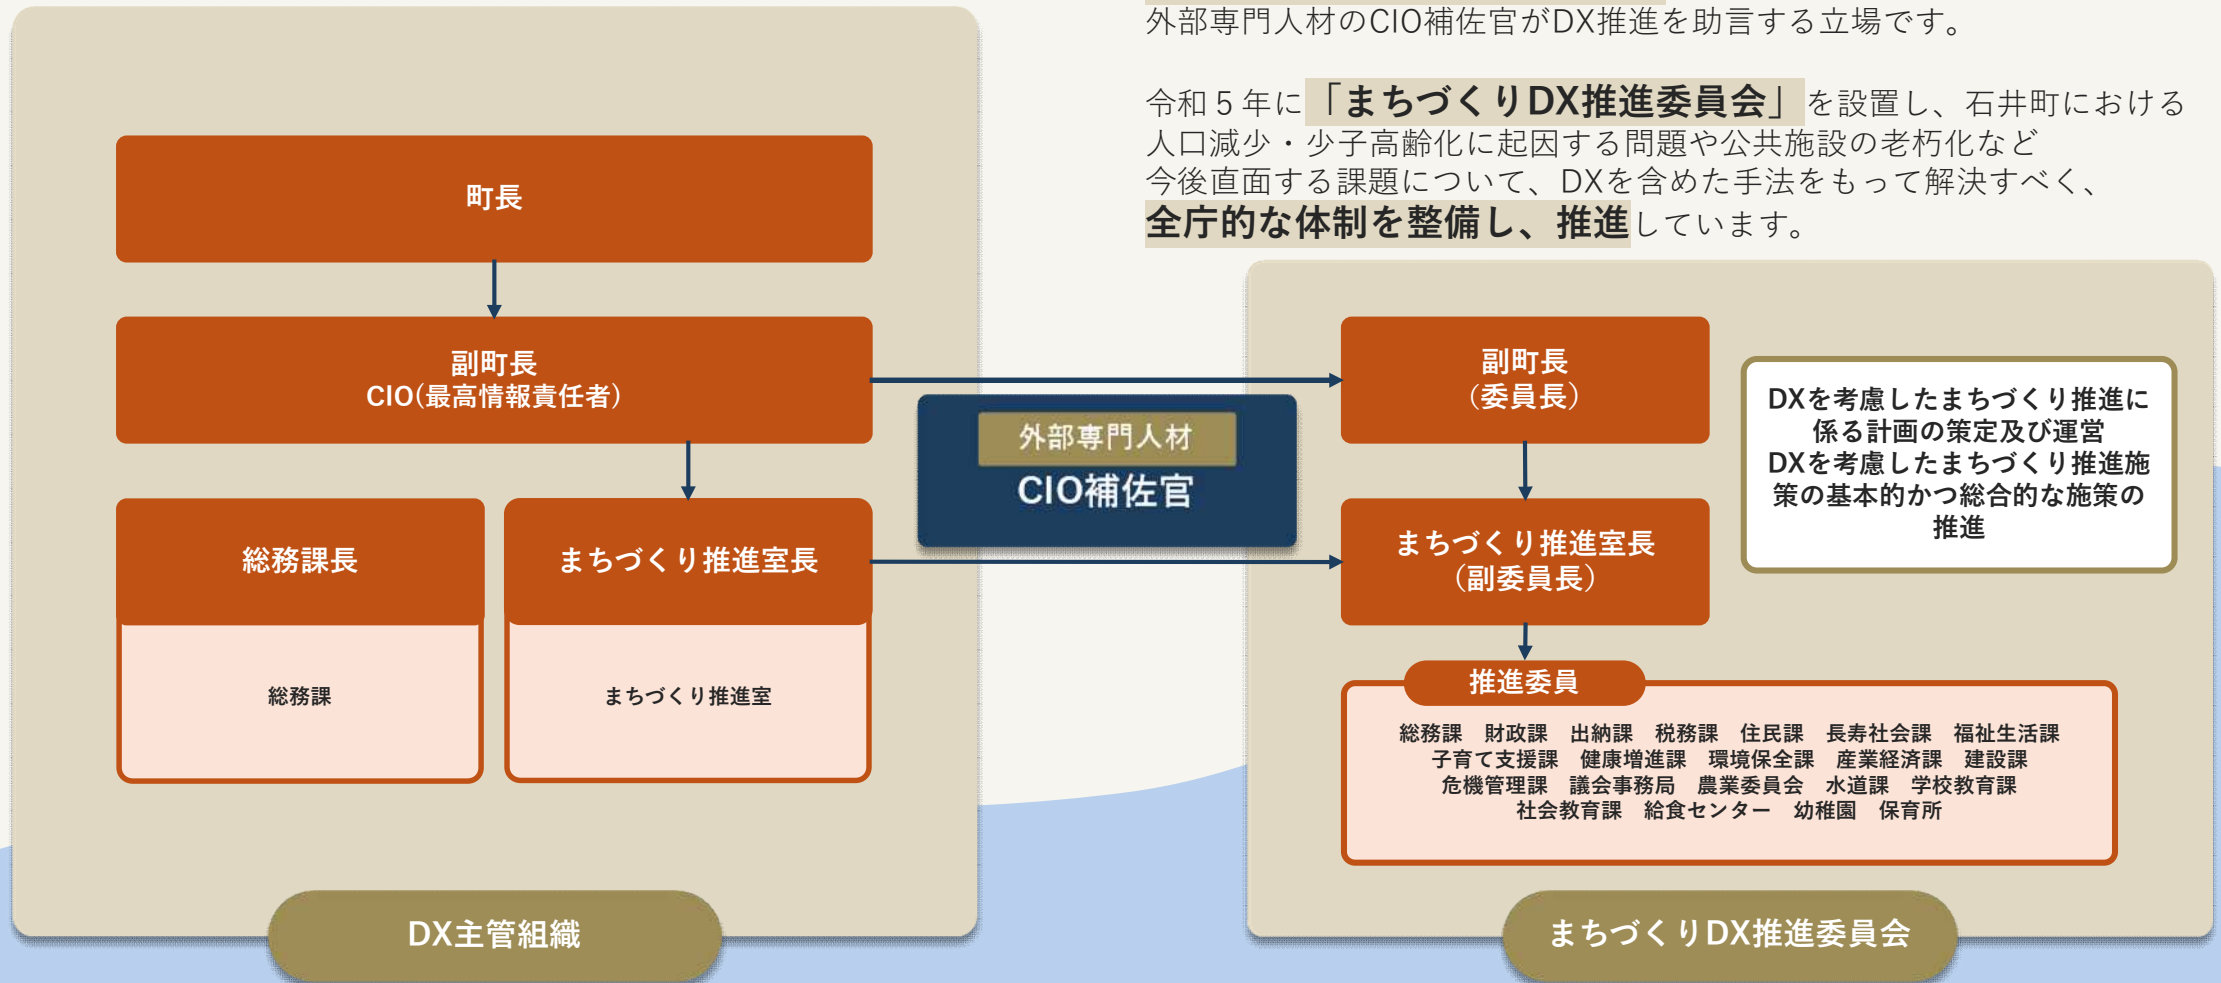 外部専門人材のCIO補佐官がDX推進を助言する立場です。
令和５年に「まちづくりDX推進委員会」を設置し、石井町における
人口減少・少子高齢化に起因する問題や公共施設の老朽化など
今後直面する課題について、DXを含めた手法をもって解決すべく、
全庁的な体制を整備し、推進しています。
町長
副町長
CIO(最高情報責任者)
総務課長
まちづくり推進室長
総務課
まちづくり推進室
DX主管組織
外部専門人材
CIO補佐官
副町長
（委員長）
まちづくり推進室長
（副委員長）
DXを考慮したまちづくり推進に
係る計画の策定及び運営
DXを考慮したまちづくり推進施
策の基本的かつ総合的な施策の
推進
推進委員
総務課　財政課　出納課　税務課　住民課　長寿社会課　福祉生活課
子育て支援課　健康増進課　環境保全課　産業経済課　建設課
危機管理課　議会事務局　農業委員会　水道課　学校教育課
社会教育課　給食センター　幼稚園　保育所
まちづくりDX推進委員会